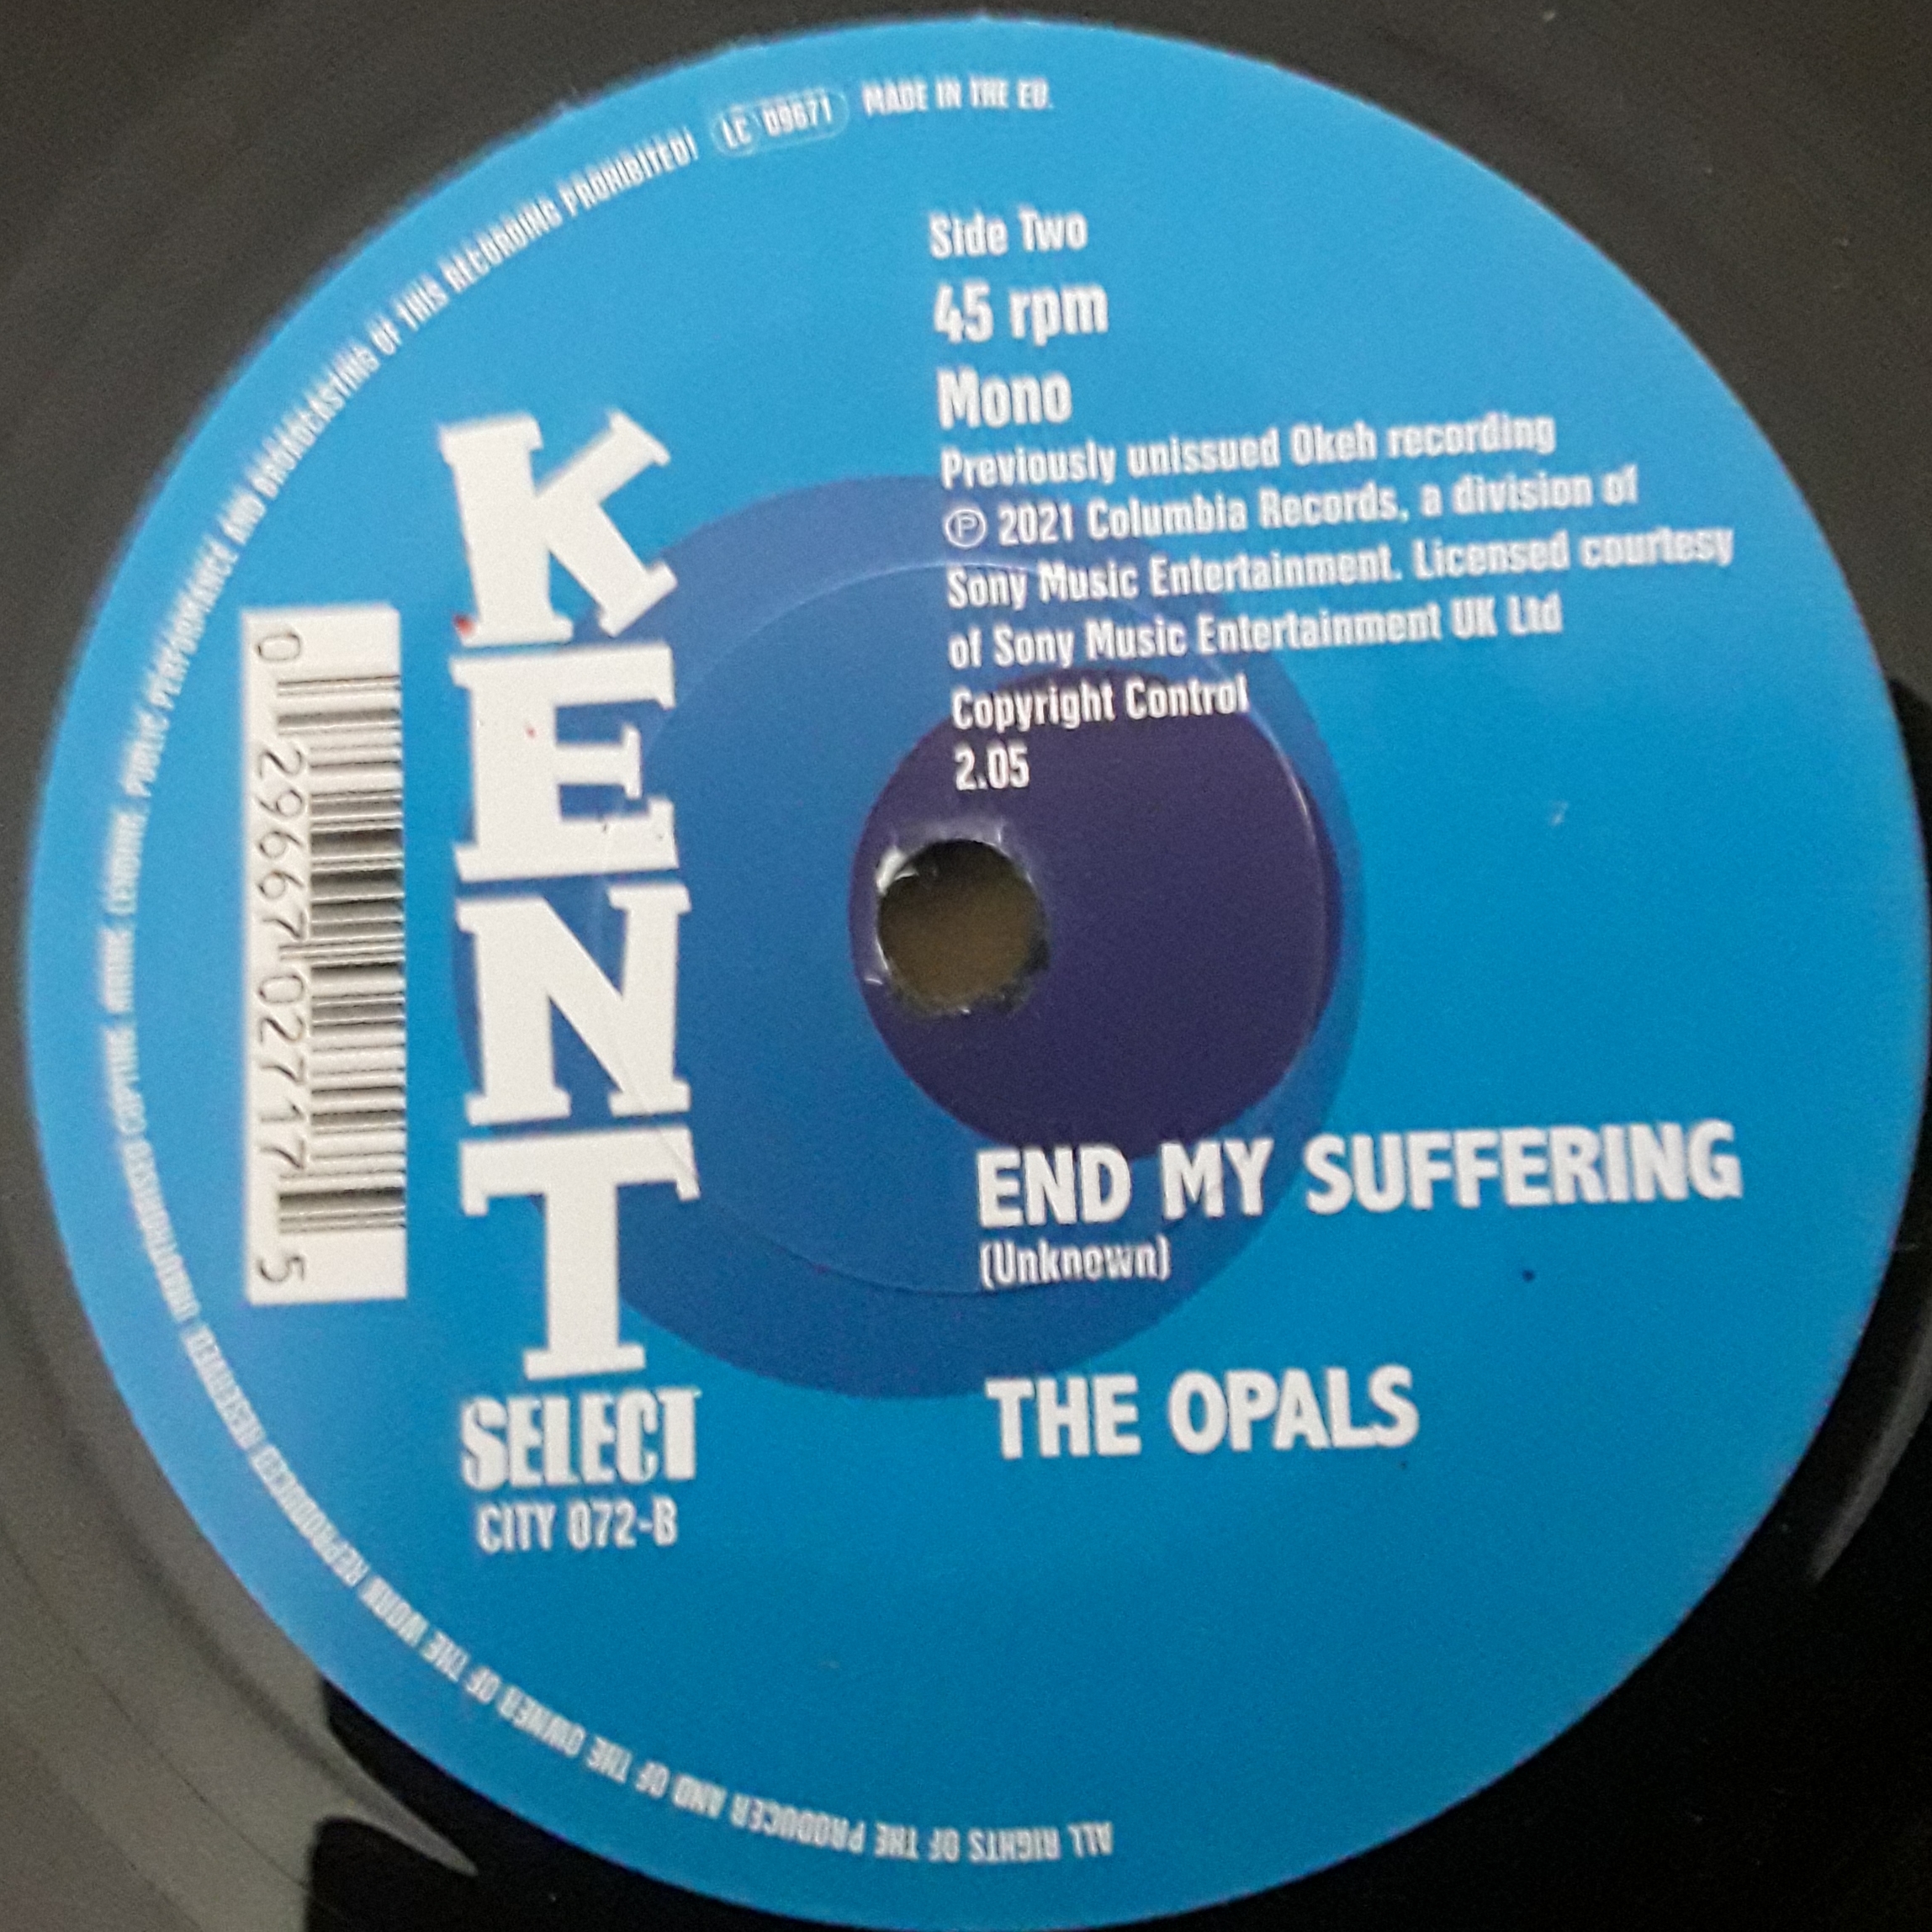 ALL RIGHTS OF THE PRODUCER AND OF THE OWNER OF THE WORK REPRODUCED RESERVED. UNAUTHORISED COPYING, HIRING, LENDING, PUBLIC PERFORMANCE AND BROADCASTING OF THIS RECORDING PROHIBITED! LC 09671 MADE IN THE EU.
Side Two
45 rpm
Mono
Previously unissued Okeh recording
℗ 2021 Columbia Records, a division of
Sony Music Entertainment. Licensed courtesy
of Sony Music Entertainment UK Ltd
Copyright Control
2.05
KENT
SELECT
CITY 072-B
0 29667 02717 5
END MY SUFFERING
(Unknown)
THE OPALS